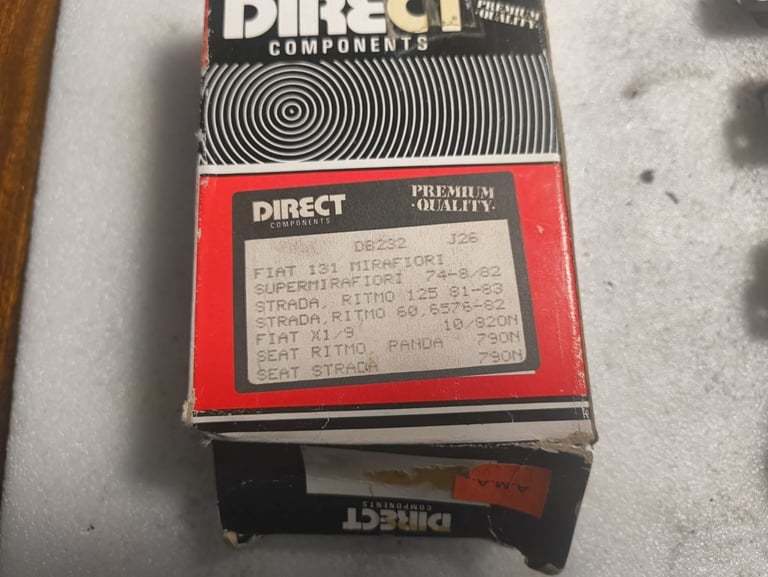 DIRECT
PREMIUM
·QUALITY·
COMPONENTS
DIRECT
COMPONENTS
PREMIUM
·QUALITY·
DB232 J26
FIAT 131 MIRAFIORI
SUPERMIRAFIORI 74-8/82
STRADA, RITMO 125 81-83
STRADA,RITMO 60,6576-82
FIAT X1/9 10/82ON
SEAT RITMO PANDA 79ON
SEAT STRADA 79ON
A.M.A.
DIRECT
COMPONENTS